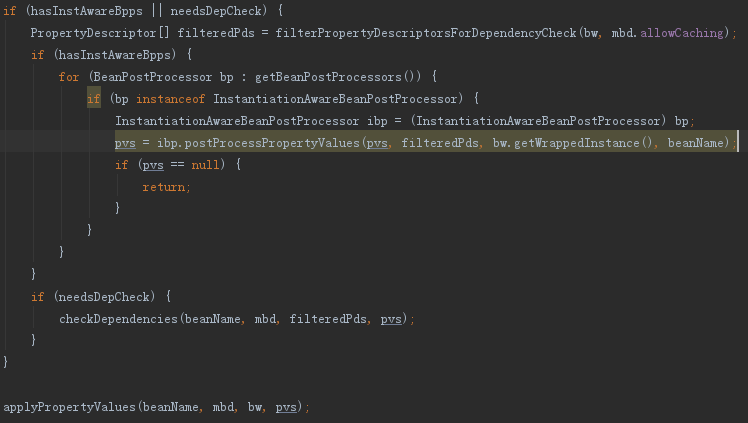 if (hasInstAwareBpps || needsDepCheck) {
    PropertyDescriptor[] filteredPds = filterPropertyDescriptorsForDependencyCheck(bw, mbd.allowCaching);
    if (hasInstAwareBpps) {
        for (BeanPostProcessor bp : getBeanPostProcessors()) {
            if (bp instanceof InstantiationAwareBeanPostProcessor) {
                InstantiationAwareBeanPostProcessor ibp = (InstantiationAwareBeanPostProcessor) bp;
                pvs = ibp.postProcessPropertyValues(pvs, filteredPds, bw.getWrappedInstance(), beanName);
                if (pvs == null) {
                    return;
                }
            }
        }
    }
    if (needsDepCheck) {
        checkDependencies(beanName, mbd, filteredPds, pvs);
    }
}
applyPropertyValues(beanName, mbd, bw, pvs);